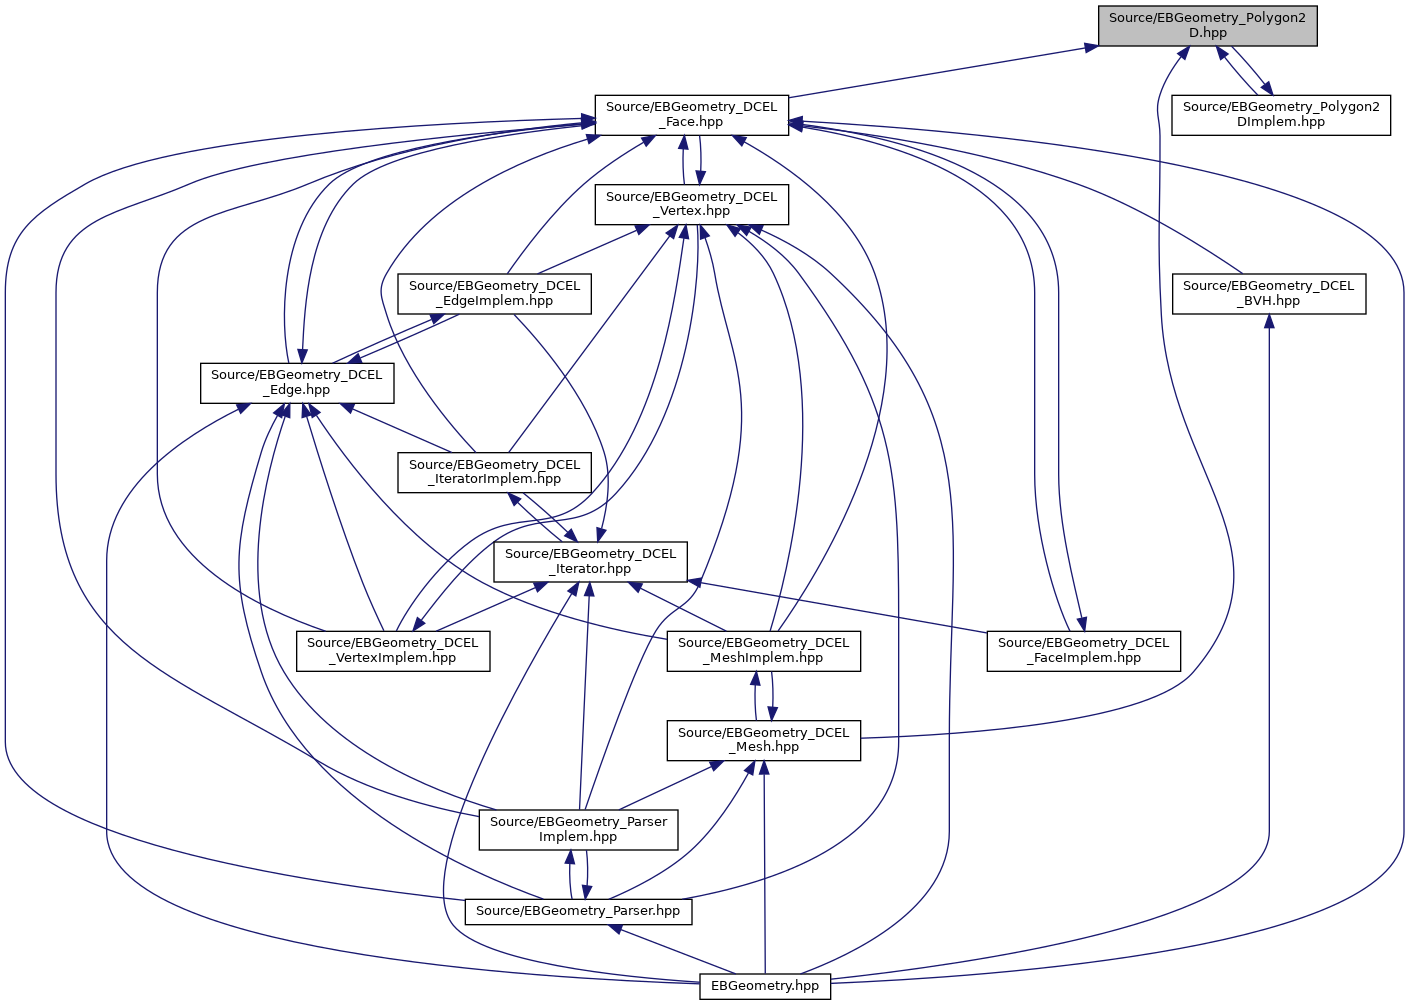 Source/EBGeometry_Polygon2
D.hpp
Source/EBGeometry_DCEL
_Face.hpp
Source/EBGeometry_Polygon2
DImplem.hpp
Source/EBGeometry_DCEL
_Vertex.hpp
Source/EBGeometry_DCEL
_EdgeImplem.hpp
Source/EBGeometry_DCEL
_BVH.hpp
Source/EBGeometry_DCEL
_Edge.hpp
Source/EBGeometry_DCEL
_IteratorImplem.hpp
Source/EBGeometry_DCEL
_Iterator.hpp
Source/EBGeometry_DCEL
_VertexImplem.hpp
Source/EBGeometry_DCEL
_MeshImplem.hpp
Source/EBGeometry_DCEL
_FaceImplem.hpp
Source/EBGeometry_DCEL
_Mesh.hpp
Source/EBGeometry_Parser
Implem.hpp
Source/EBGeometry_Parser.hpp
EBGeometry.hpp